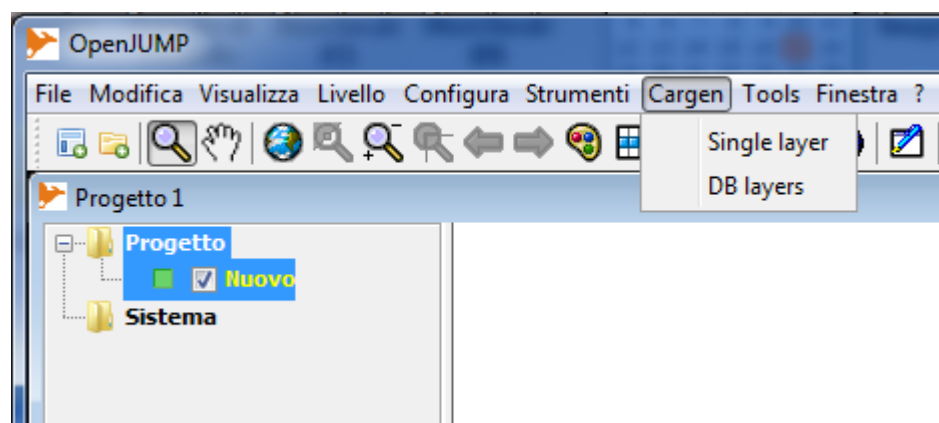 OpenJUMP
File Modifica Visualizza Livello Configura Strumenti Cargen Tools Finestra ?
Single layer
DB layers
Progetto 1
Progetto
Nuovo
Sistema